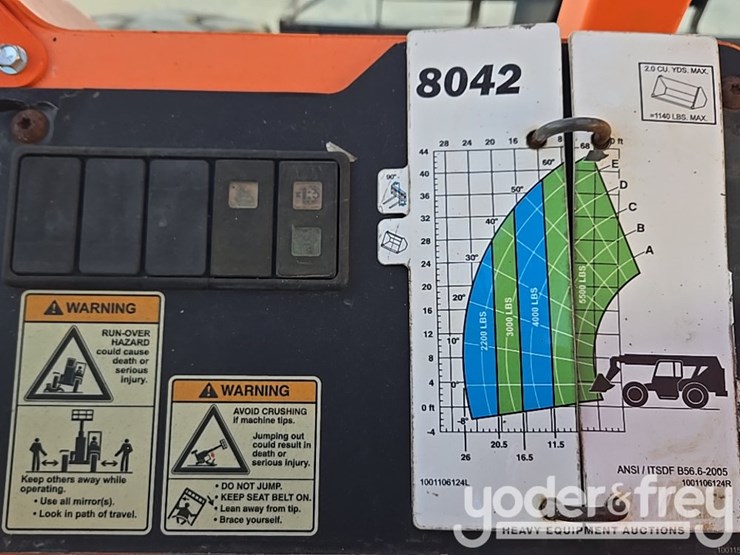 8042
2.0 CU. YDS. MAX.
=1140 LBS. MAX.
28 24 20 16 ft
68
60°
50°
40°
30°
20°
10°
0°
-8°
90°
44
40
36
32
28
24
20
16
12
8
4
0 ft
-4
E
D
C
B
A
2200 LBS
3000 LBS
4000 LBS
5500 LBS
26
20.5
16.5
11.5
ANSI / ITSDF B56.6-2005
1001106124L
1001106124R
WARNING
RUN-OVER
HAZARD
could cause
death or
serious
injury.
Keep others away while
operating.
• Use all mirror(s).
• Look in path of travel.
WARNING
AVOID CRUSHING
if machine tips.
Jumping out
could result in
death or
serious injury.
• DO NOT JUMP.
• KEEP SEAT BELT ON.
• Lean away from tip.
• Brace yourself.
yoder&frey
HEAVY EQUIPMENT AUCTIONS